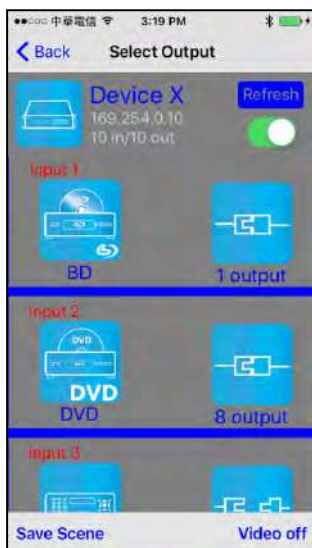 中華電信 3:19 PM
Back Select Output
Device X Refresh
169.254.0.10
10 in/10 out
Input 1
BD 1 output
Input 2
DVD
DVD
DVD 8 output
Input 3
Save Scene Video off